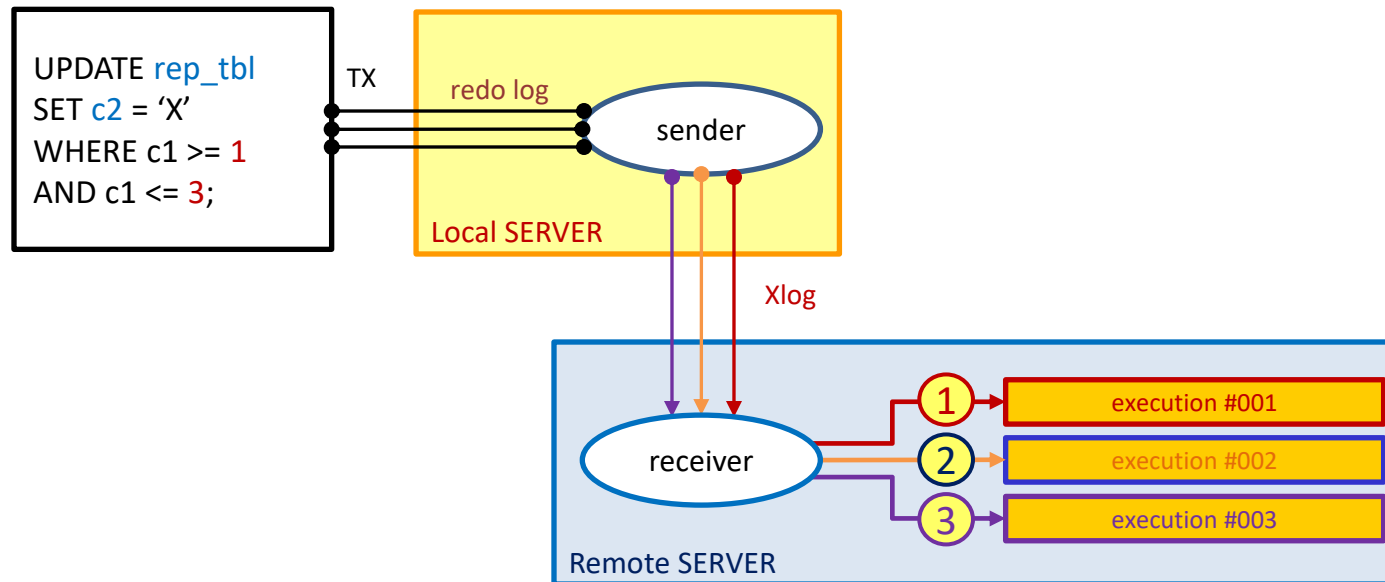 UPDATE rep_tbl
SET c2 = ‘X’
WHERE c1 >= 1
AND c1 <= 3;
TX
redo log
sender
Local SERVER
Xlog
receiver
1
execution #001
2
execution #002
3
execution #003
Remote SERVER